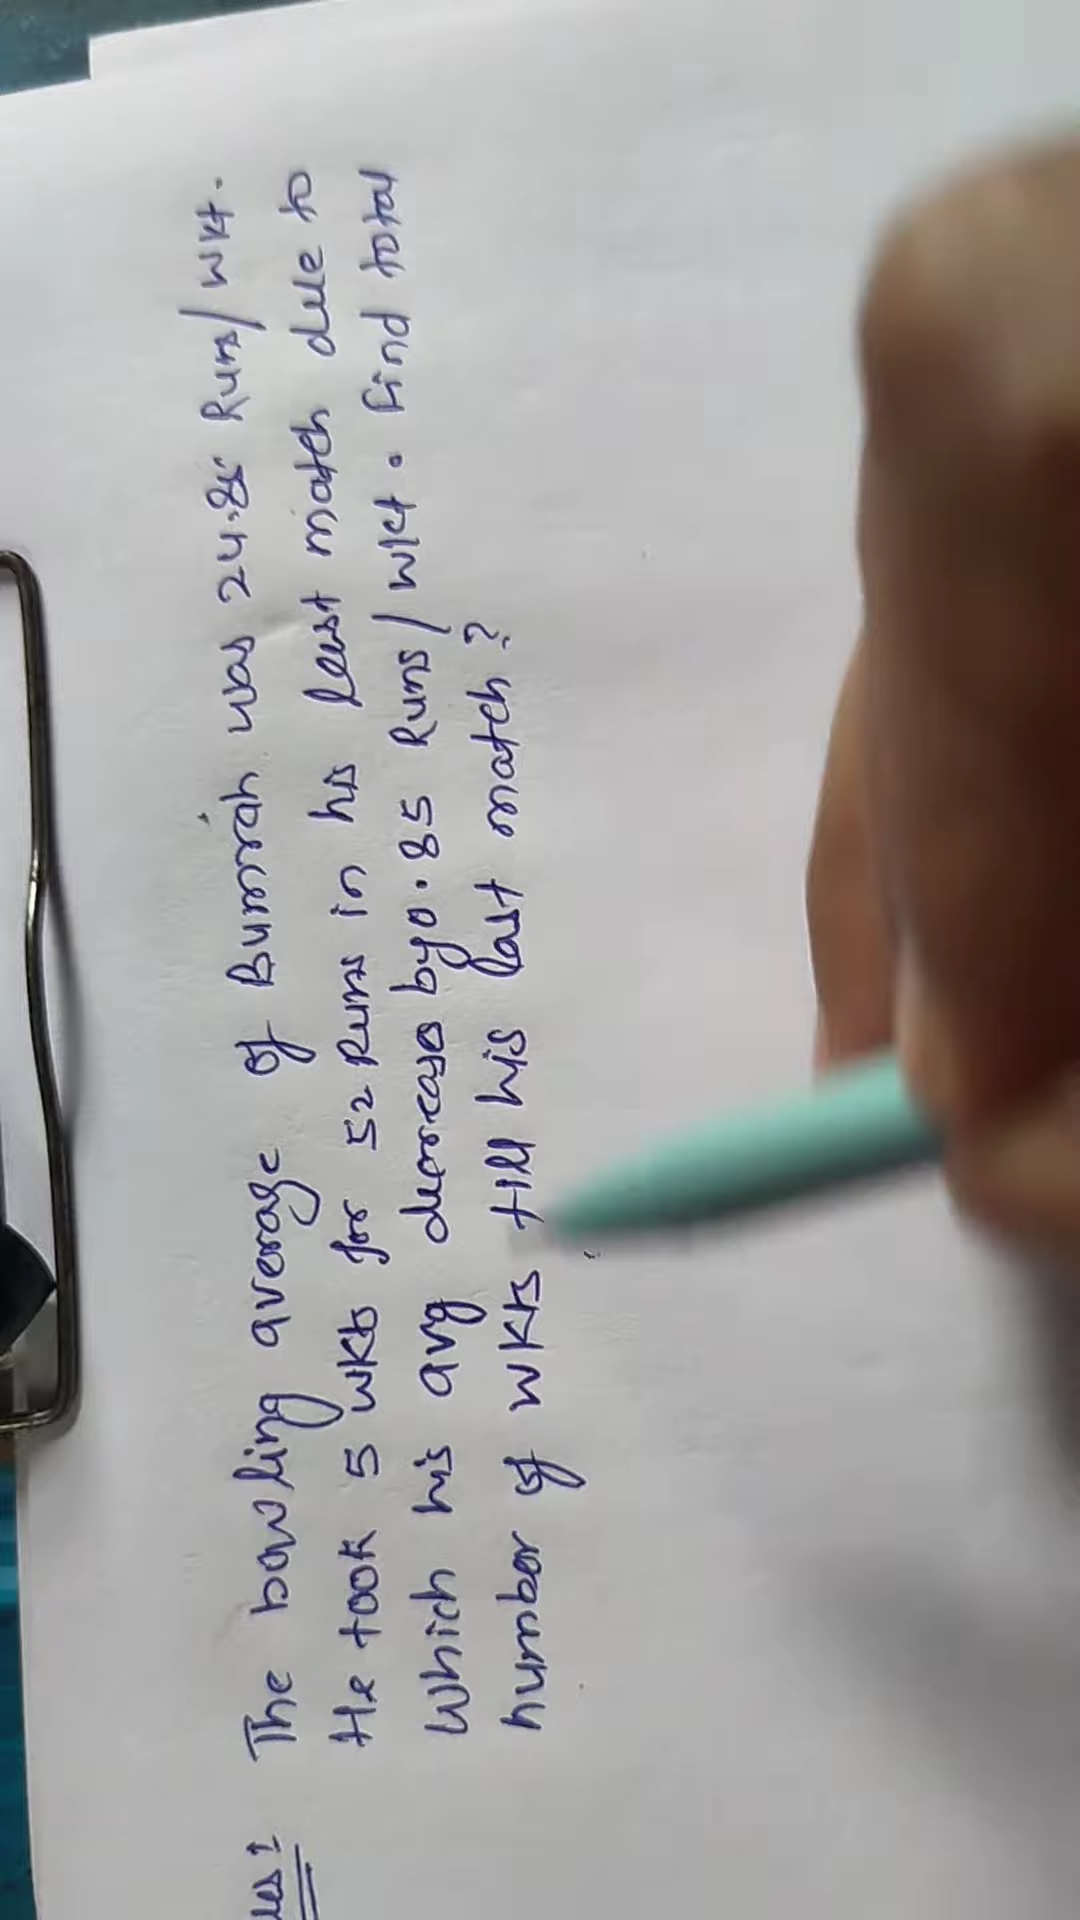 The bowling average of Bumrah was 24.85 Runs/wkt.
He took 5 wkts for 52 Runs in his last match due to
Which his avg decreases by 0.85 Runs/wkt. Find total
number of wkts till his last match?